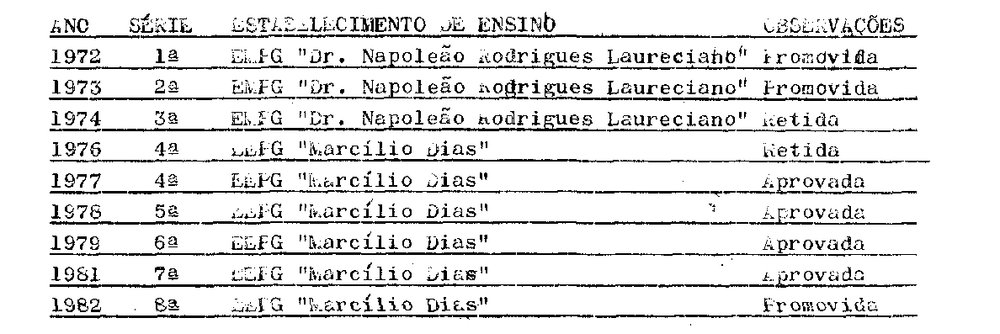 ANO SÉRIE ESTABELECIMENTO DE ENSINO OBSERVAÇÕES
1972 1ª EMPG "Dr. Napoleão Rodrigues Laureciano" Promovida
1973 2ª EMPG "Dr. Napoleão Rodrigues Laureciano" Promovida
1974 3ª EMPG "Dr. Napoleão Rodrigues Laureciano" Retida
1976 4ª EEPG "Marcílio Dias" Retida
1977 4ª EEPG "Marcílio Dias" Aprovada
1978 5ª EEPG "Marcílio Dias" Aprovada
1979 6ª EEPG "Marcílio Dias" Aprovada
1981 7ª EEPG "Marcílio Dias" Aprovada
1982 8ª EEPG "Marcílio Dias" Promovida